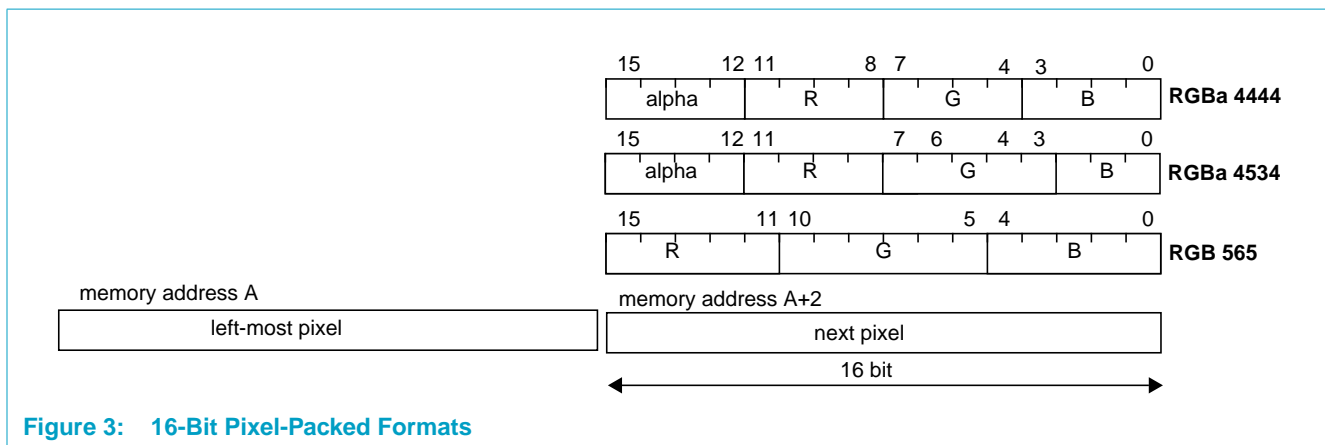 15 12 11 8 7 4 3 0
alpha R G B RGBa 4444
15 12 11 7 6 4 3 0
alpha R G B RGBa 4534
15 11 10 5 4 0
R G B RGB 565
memory address A memory address A+2
left-most pixel next pixel
16 bit
Figure 3: 16-Bit Pixel-Packed Formats